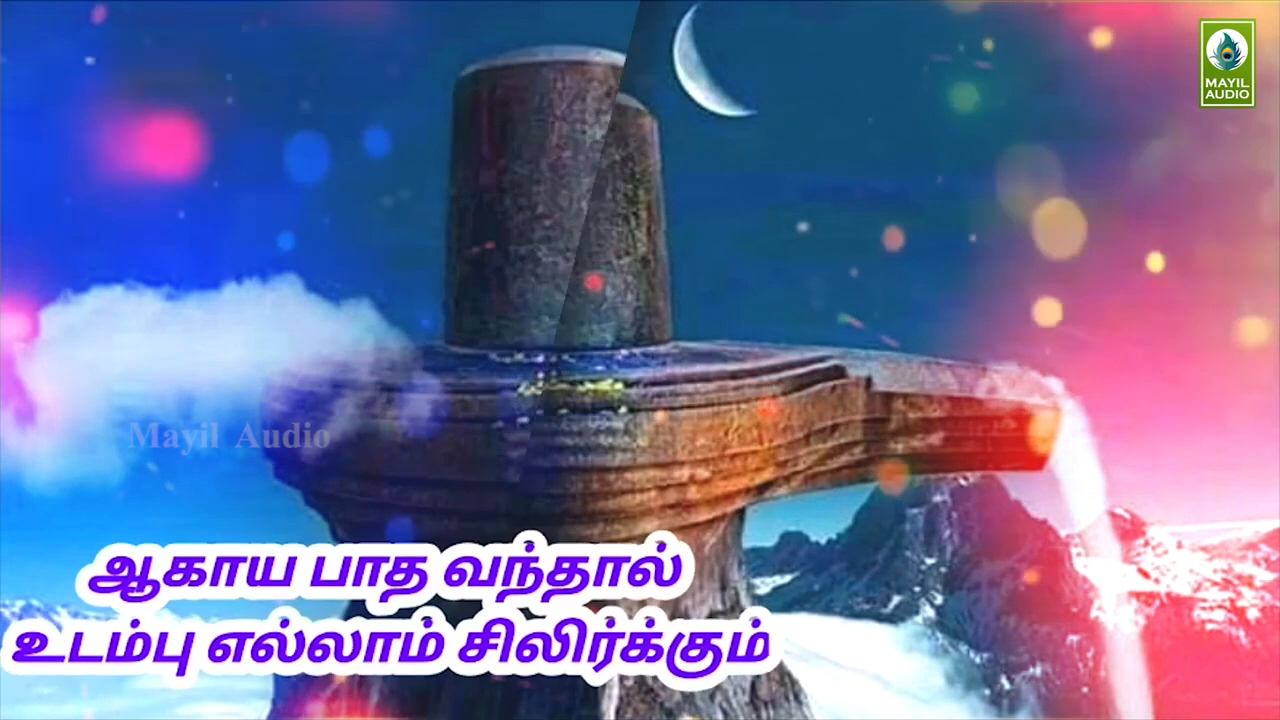 MAYIL
AUDIO
Mayil Audio
ஆகாய பாத வந்தால்
உடம்பு எல்லாம் சிலிர்க்கும்